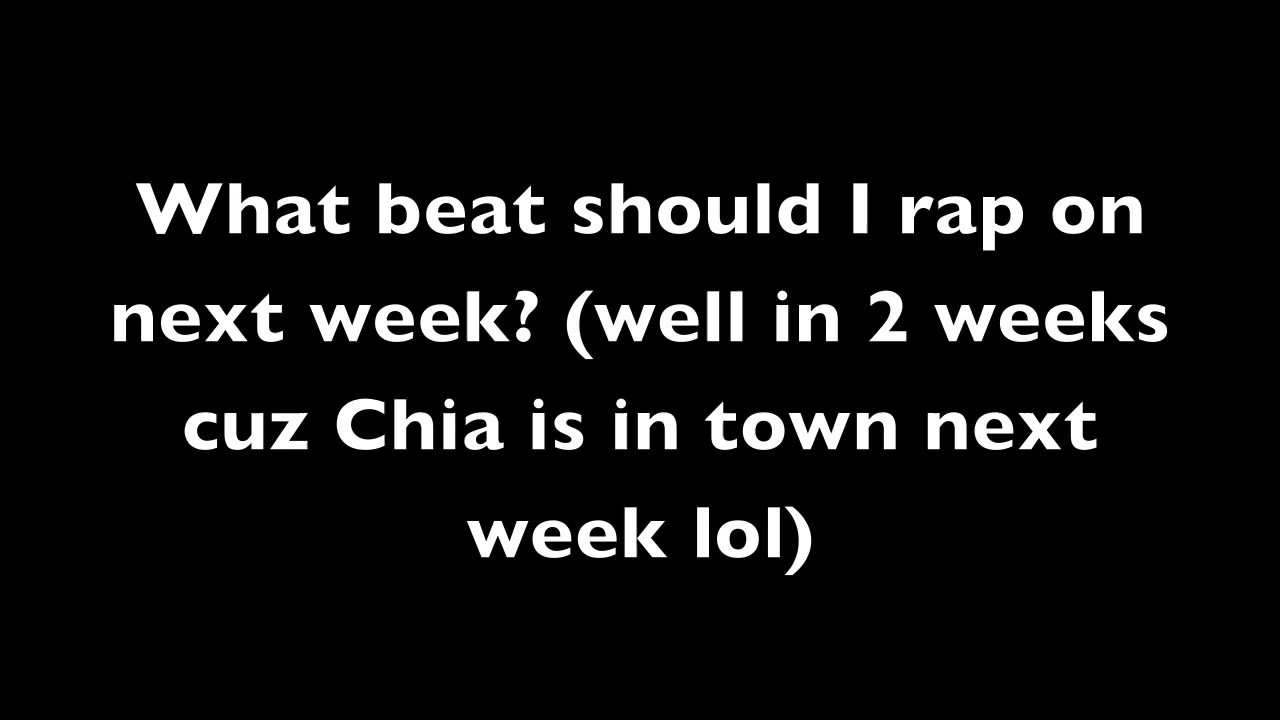 What beat should I rap on
next week? (well in 2 weeks
cuz Chia is in town next
week lol)